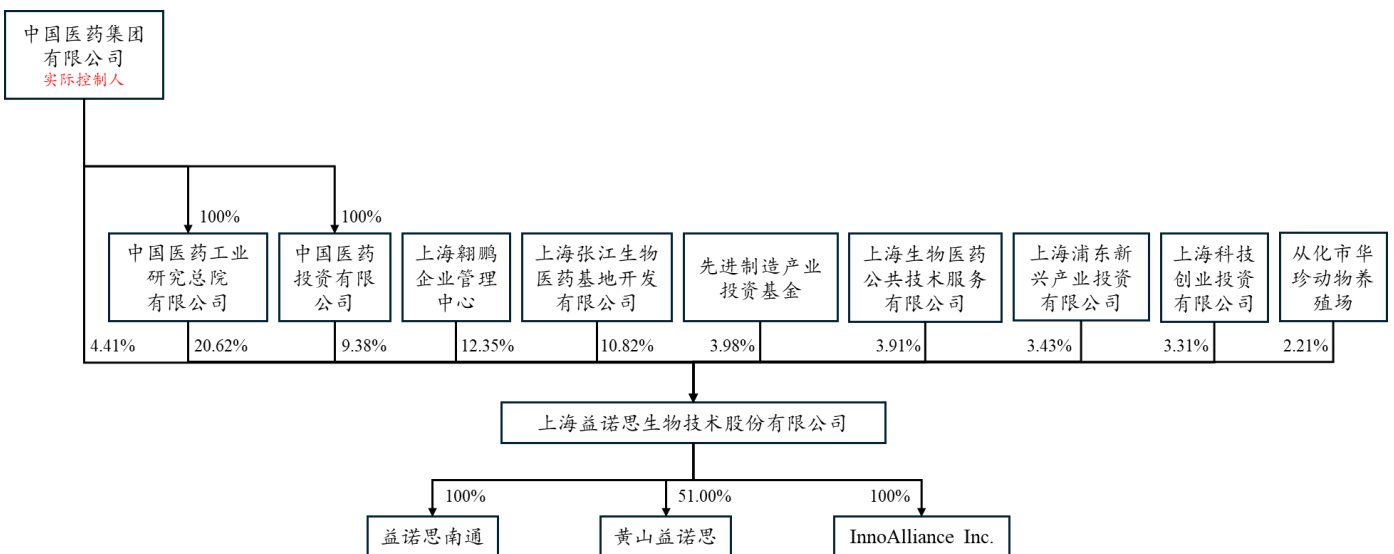 中国医药集团
有限公司
实际控制人
100%
100%
中国医药工业
研究总院
有限公司
中国医药
投资有限
公司
上海翱鹏
企业管理
中心
上海张江生物
医药基地开发
有限公司
先进制造产业
投资基金
上海生物医药
公共技术服务
有限公司
上海浦东新
兴产业投资
有限公司
上海科技
创业投资
有限公司
从化市华
珍动物养
殖场
4.41%
20.62%
9.38%
12.35%
10.82%
3.98%
3.91%
3.43%
3.31%
2.21%
上海益诺思生物技术股份有限公司
100%
51.00%
100%
益诺思南通
黄山益诺思
InnoAlliance Inc.